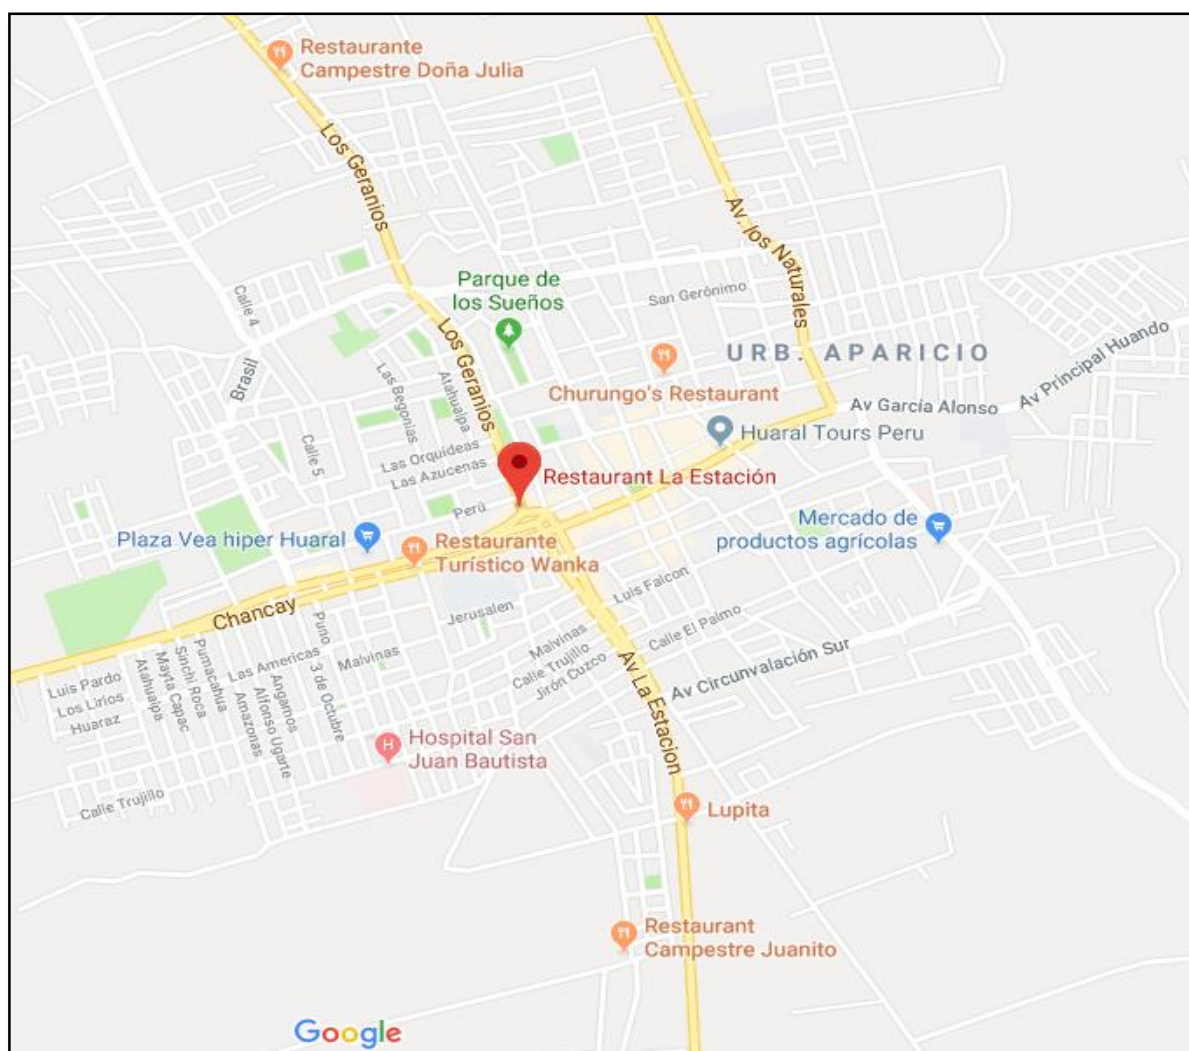 Restaurante
Campestre Doña Julia
Los Geranios
Av. los Naturales
Parque de
los Sueños
San Gerónimo
Calle 4
Los Geranios
URB. APARICIO
Brasil
Churungo's Restaurant
Av Principal Huando
Las Begonias
Atahualpa
Av García Alonso
Huaral Tours Peru
Calle 5
Las Orquideas
Las Azucenas
Restaurant La Estación
Perú
Plaza Vea hiper Huaral
Mercado de
productos agrícolas
Restaurante
Turístico Wanka
Chancay
Luis Falcon
Jerusalen
Calle El Palmo
Puno
Malvinas
Calle Trujillo
Jirón Cuzco
Malvinas
Las Americas
Av La Estacion
Av Circunvalación Sur
Luis Pardo
Los Lirios
Huaraz
Atahualpa
Mayta Capac
Sinchi Roca
Pumacahua
Amazonas
Alfonso Ugarte
Angamos
3 de Octubre
Hospital San
Juan Bautista
Calle Trujillo
Lupita
Restaurant
Campestre Juanito
Google